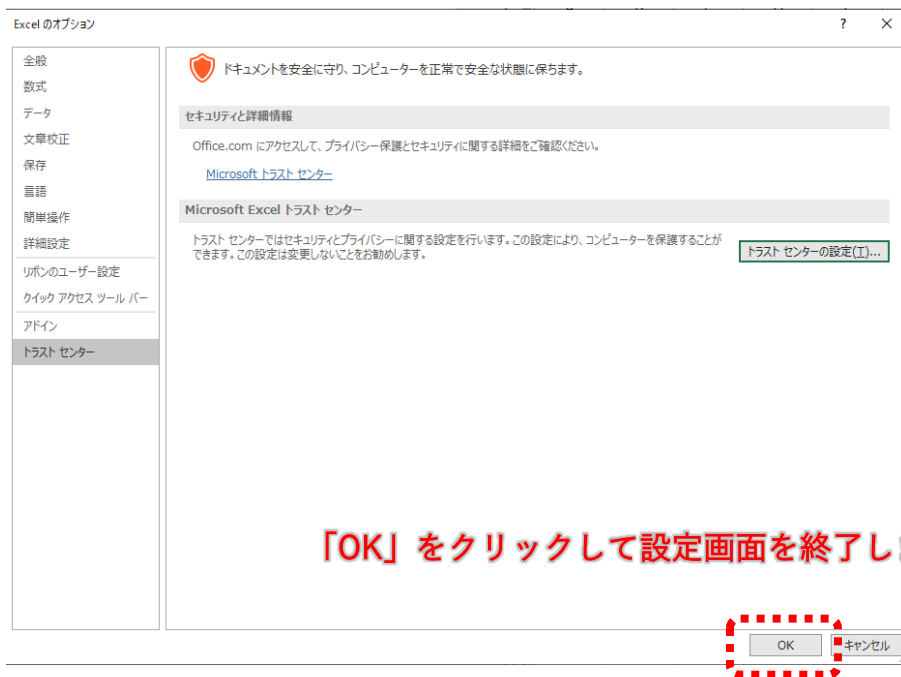 Excel のオプション
? ×
全般
数式
データ
文章校正
保存
言語
簡単操作
詳細設定
リボンのユーザー設定
クイック アクセス ツール バー
アドイン
トラスト センター
ドキュメントを安全に守り、コンピューターを正常で安全な状態に保ちます。
セキュリティと詳細情報
Office.com にアクセスして、プライバシー保護とセキュリティに関する詳細をご確認ください。
Microsoft トラスト センター
Microsoft Excel トラスト センター
トラスト センターではセキュリティとプライバシーに関する設定を行います。この設定により、コンピューターを保護することが
できます。この設定は変更しないことをお勧めします。
トラスト センターの設定(T)...
「OK」をクリックして設定画面を終了し
OK
キャンセル